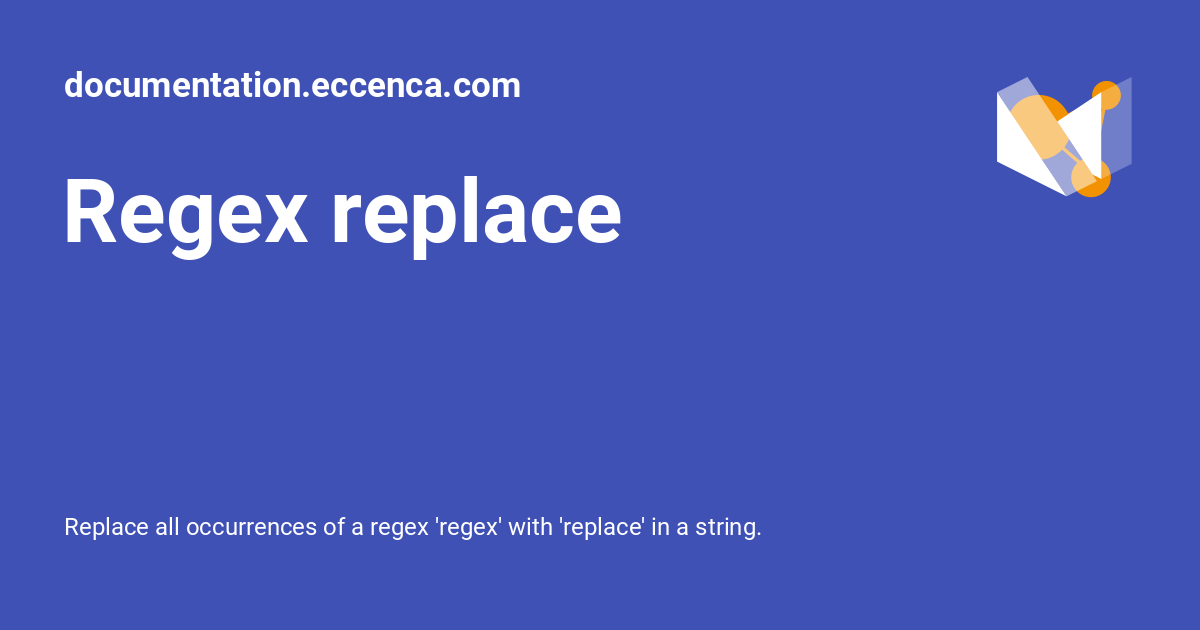 documentation.eccenca.com
Regex replace
Replace all occurrences of a regex 'regex' with 'replace' in a string.